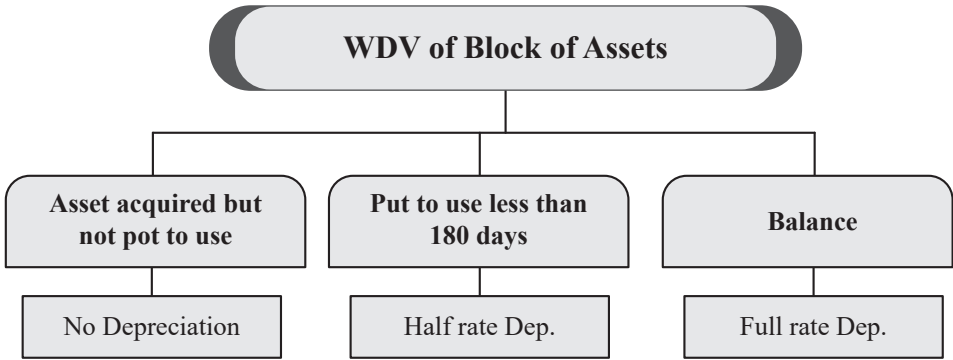 WDV of Block of Assets
Asset acquired but
not pot to use
Put to use less than
180 days
Balance
No Depreciation
Half rate Dep.
Full rate Dep.